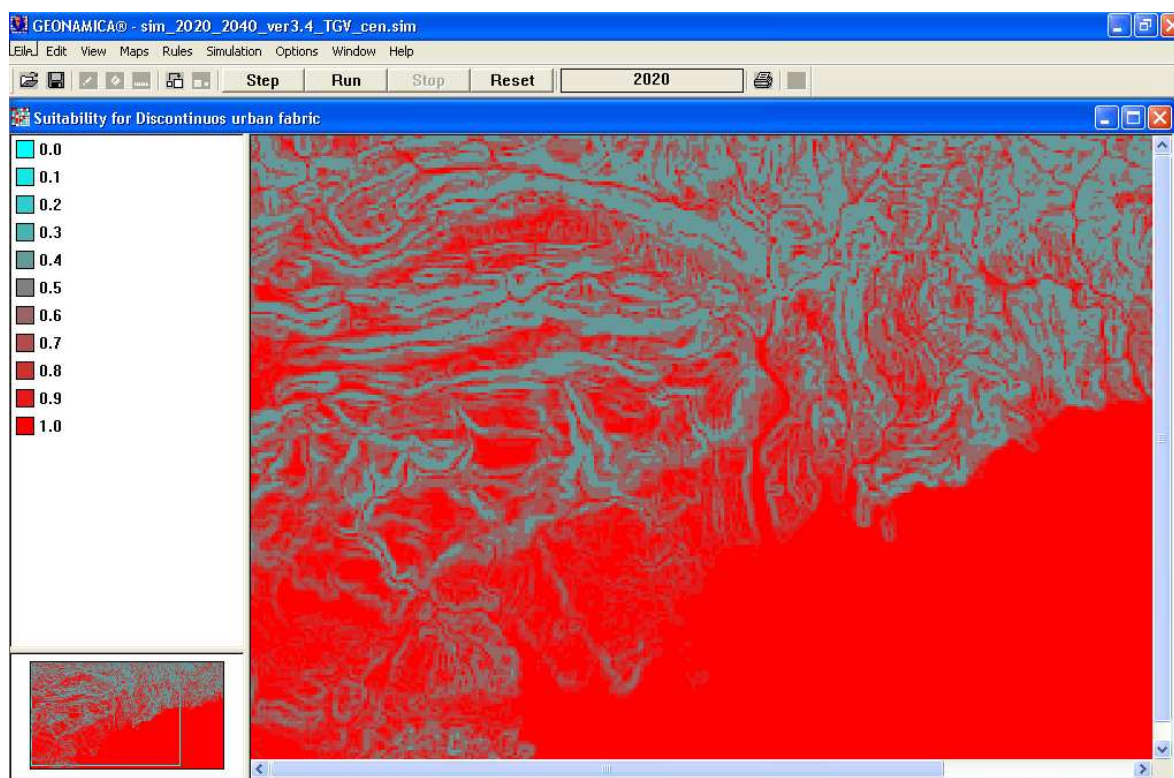 GEONAMICA® - sim_2020_2040_ver3.4_TGV_cen.sim
File Edit View Maps Rules Simulation Options Window Help
Step Run Stop Reset 2020
Suitability for Discontinuos urban fabric
0.0
0.1
0.2
0.3
0.4
0.5
0.6
0.7
0.8
0.9
1.0